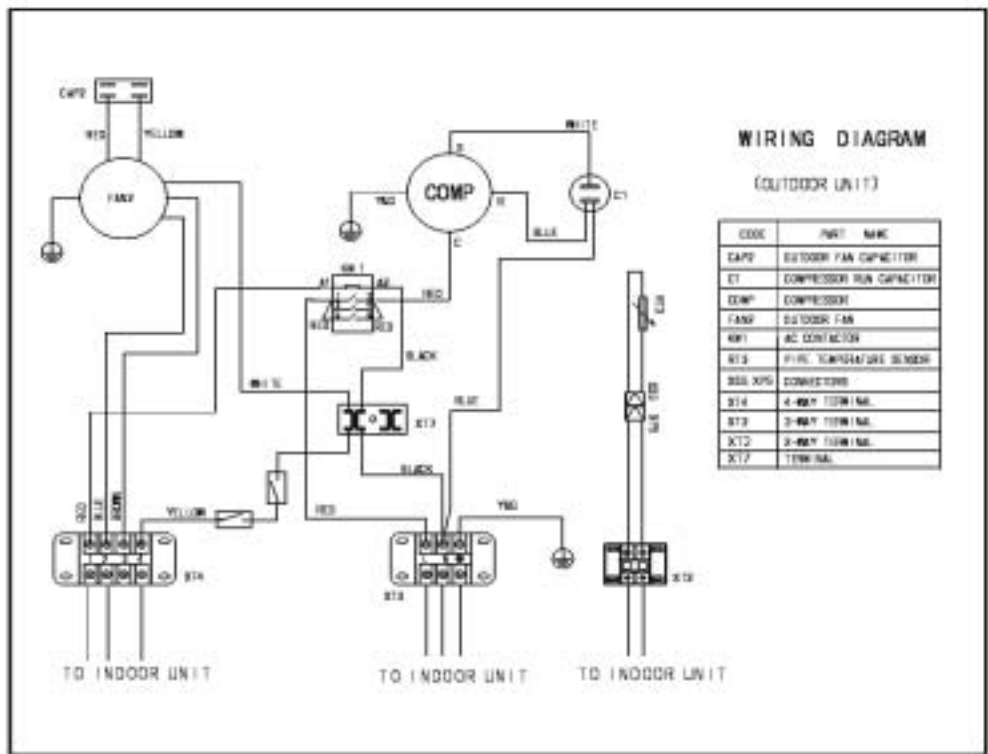 WIRING DIAGRAM
(OUTDOOR UNIT)
CODE PART NAME
CAP2 OUTDOOR FAN CAPACITOR
C1 COMPRESSOR RUN CAPACITOR
COMP COMPRESSOR
FAN2 OUTDOOR FAN
KM1 AC CONTACTOR
RT3 PIPE TEMPERATURE SENSOR
CONNECTORS
XT4 4-WAY TERMINAL
XT3 3-WAY TERMINAL
XT2 2-WAY TERMINAL
XT7 TERMINAL
CAP2
RED
YELLOW
FAN2
WHITE
S
COMP
R
C
C1
YNG
BLUE
KM1
A1
A2
RED
RED
RED
BLACK
RT3
WHITE
BLUE
XT7
BLACK
RED
BLUE
BROWN
YELLOW
RED
YNG
XT4
XT3
XT2
TO INDOOR UNIT
TO INDOOR UNIT
TO INDOOR UNIT